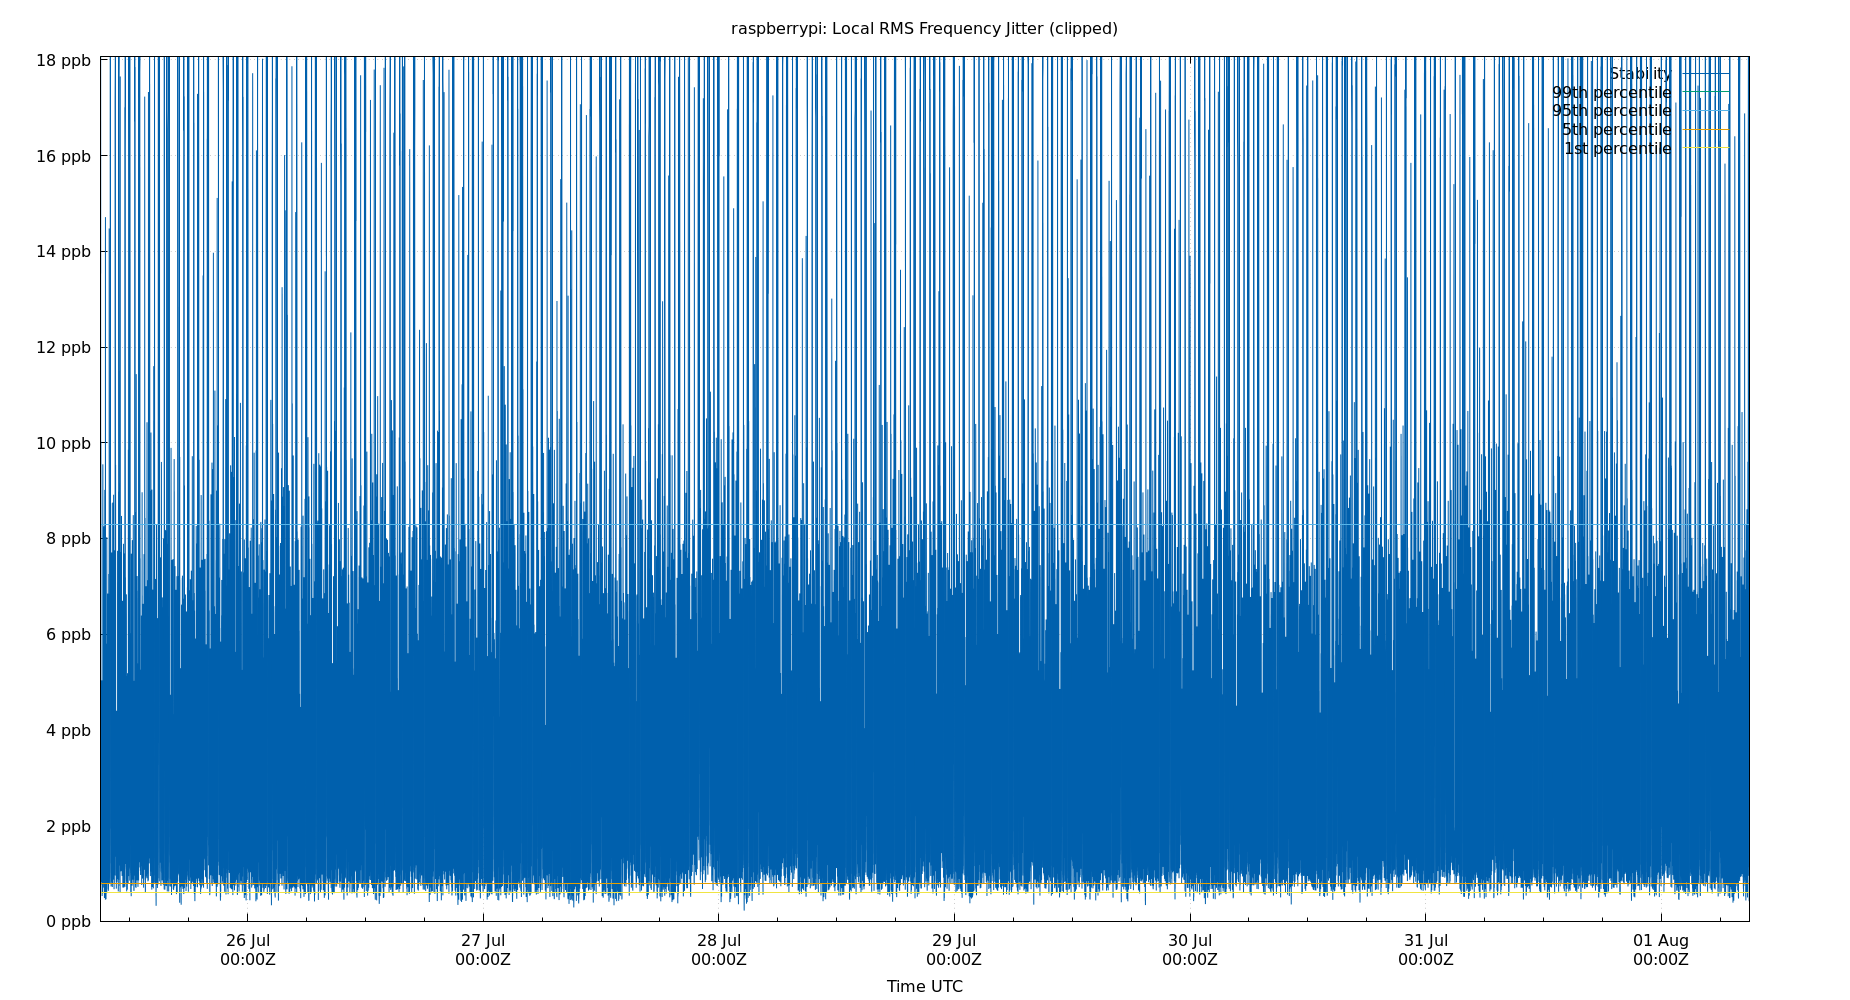 raspberrypi: Local RMS Frequency Jitter (clipped)
18 ppb
16 ppb
14 ppb
12 ppb
10 ppb
8 ppb
6 ppb
4 ppb
2 ppb
0 ppb
Stability
99th percentile
95th percentile
5th percentile
1st percentile
26 Jul
00:00Z
27 Jul
00:00Z
28 Jul
00:00Z
29 Jul
00:00Z
30 Jul
00:00Z
31 Jul
00:00Z
01 Aug
00:00Z
Time UTC